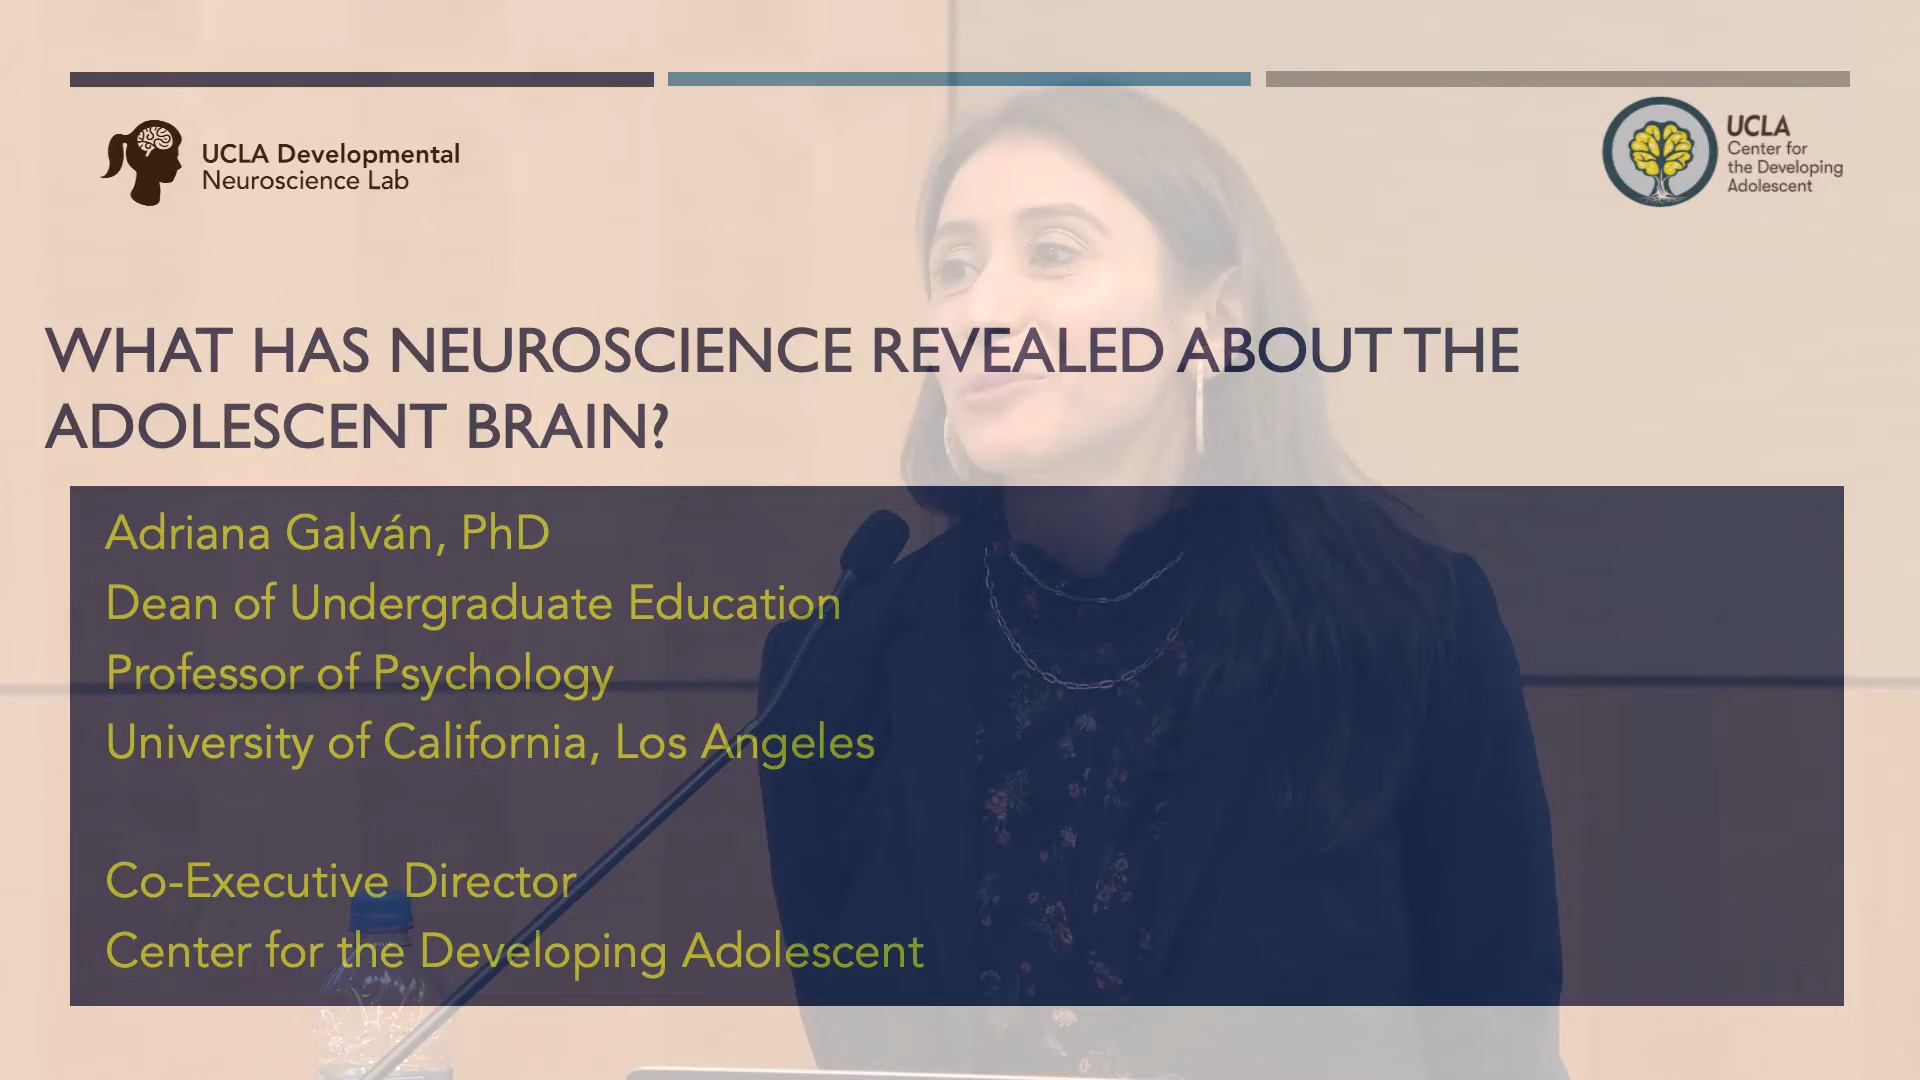 UCLA Developmental
Neuroscience Lab
UCLA
Center for
the Developing
Adolescent
WHAT HAS NEUROSCIENCE REVEALED ABOUT THE
ADOLESCENT BRAIN?
Adriana Galván, PhD
Dean of Undergraduate Education
Professor of Psychology
University of California, Los Angeles
Co-Executive Director
Center for the Developing Adolescent